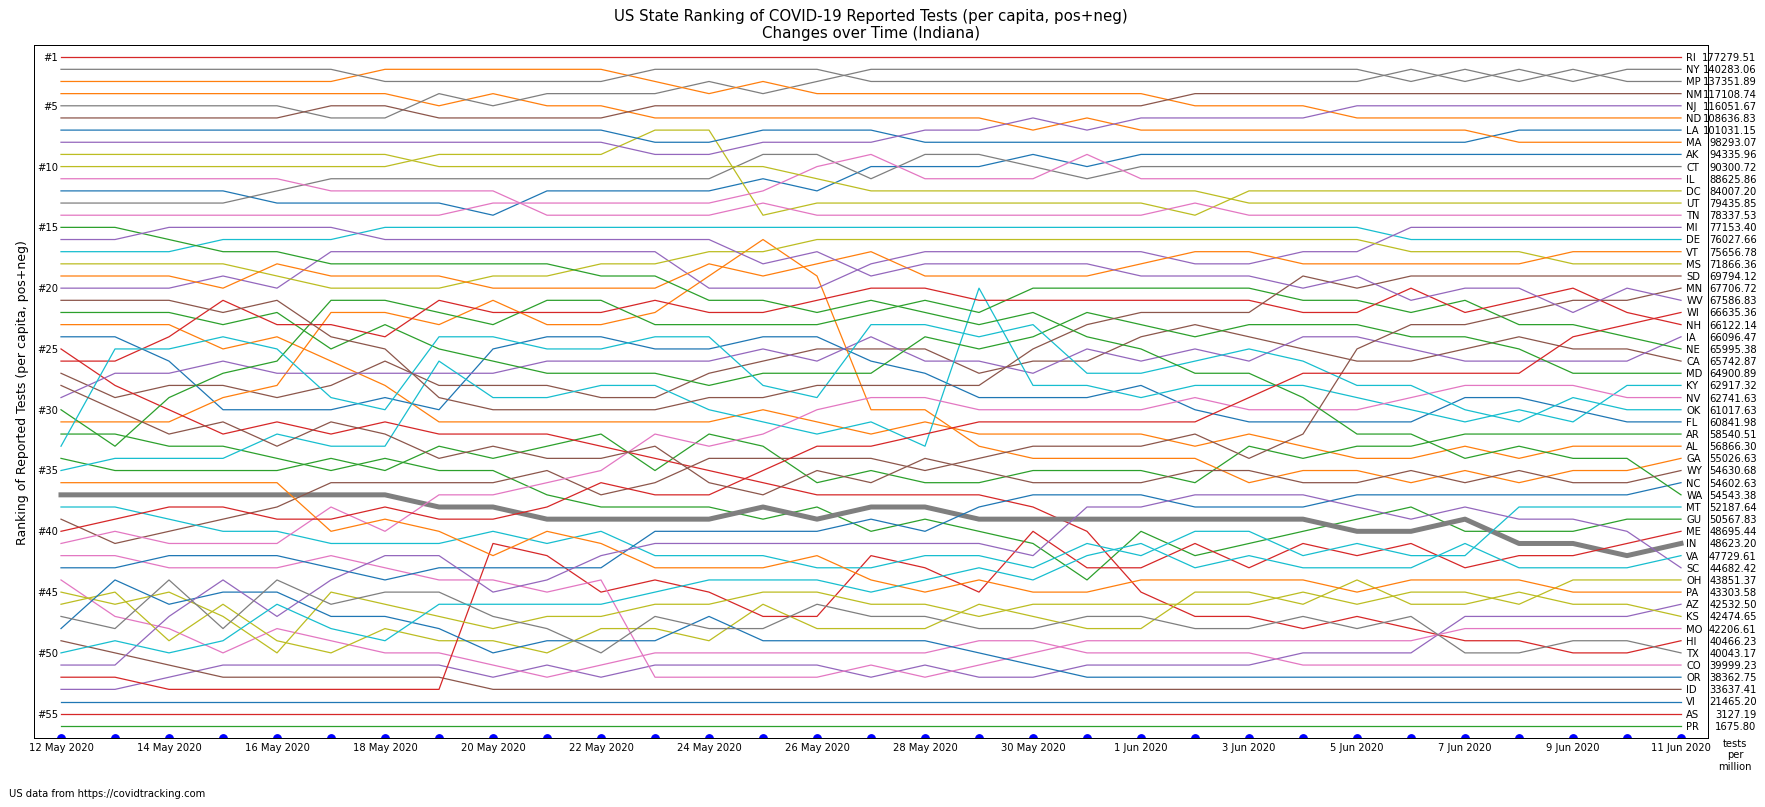 US State Ranking of COVID-19 Reported Tests (per capita, pos+neg)
Changes over Time (Indiana)
Ranking of Reported Tests (per capita, pos+neg)
#1
#5
#10
#15
#20
#25
#30
#35
#40
#45
#50
#55
RI 177279.51
NY 140283.06
MP 137351.89
NM 117108.74
NJ 116051.67
ND 108636.83
LA 101031.15
MA 98293.07
AK 94335.96
CT 90300.72
IL 88625.86
DC 84007.20
UT 79435.85
TN 78337.53
MI 77153.40
DE 76027.66
VT 75656.78
MS 71866.36
SD 69794.12
MN 67706.72
WV 67586.83
WI 66635.36
NH 66122.14
IA 66096.47
NE 65995.38
CA 65742.87
MD 64900.89
KY 62917.32
NV 62741.63
OK 61017.63
FL 60841.98
AR 58540.51
AL 56866.30
GA 55026.63
WY 54630.68
NC 54602.63
WA 54543.38
MT 52187.64
GU 50567.83
ME 48695.44
IN 48623.20
VA 47729.61
SC 44682.42
OH 43851.37
PA 43303.58
AZ 42532.50
KS 42474.65
MO 42206.61
HI 40466.23
TX 40043.17
CO 39999.23
OR 38362.75
ID 33637.41
VI 21465.20
AS 3127.19
PR 1675.80
12 May 2020
14 May 2020
16 May 2020
18 May 2020
20 May 2020
22 May 2020
24 May 2020
26 May 2020
28 May 2020
30 May 2020
1 Jun 2020
3 Jun 2020
5 Jun 2020
7 Jun 2020
9 Jun 2020
11 Jun 2020
tests
per
million
US data from https://covidtracking.com